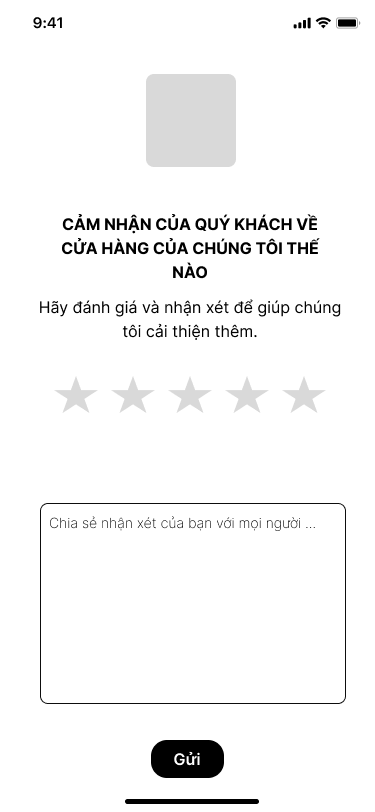 9:41
CẢM NHẬN CỦA QUÝ KHÁCH VỀ
CỬA HÀNG CỦA CHÚNG TÔI THẾ
NÀO
Hãy đánh giá và nhận xét để giúp chúng
tôi cải thiện thêm.
Chia sẻ nhận xét của bạn với mọi người ...
Gửi